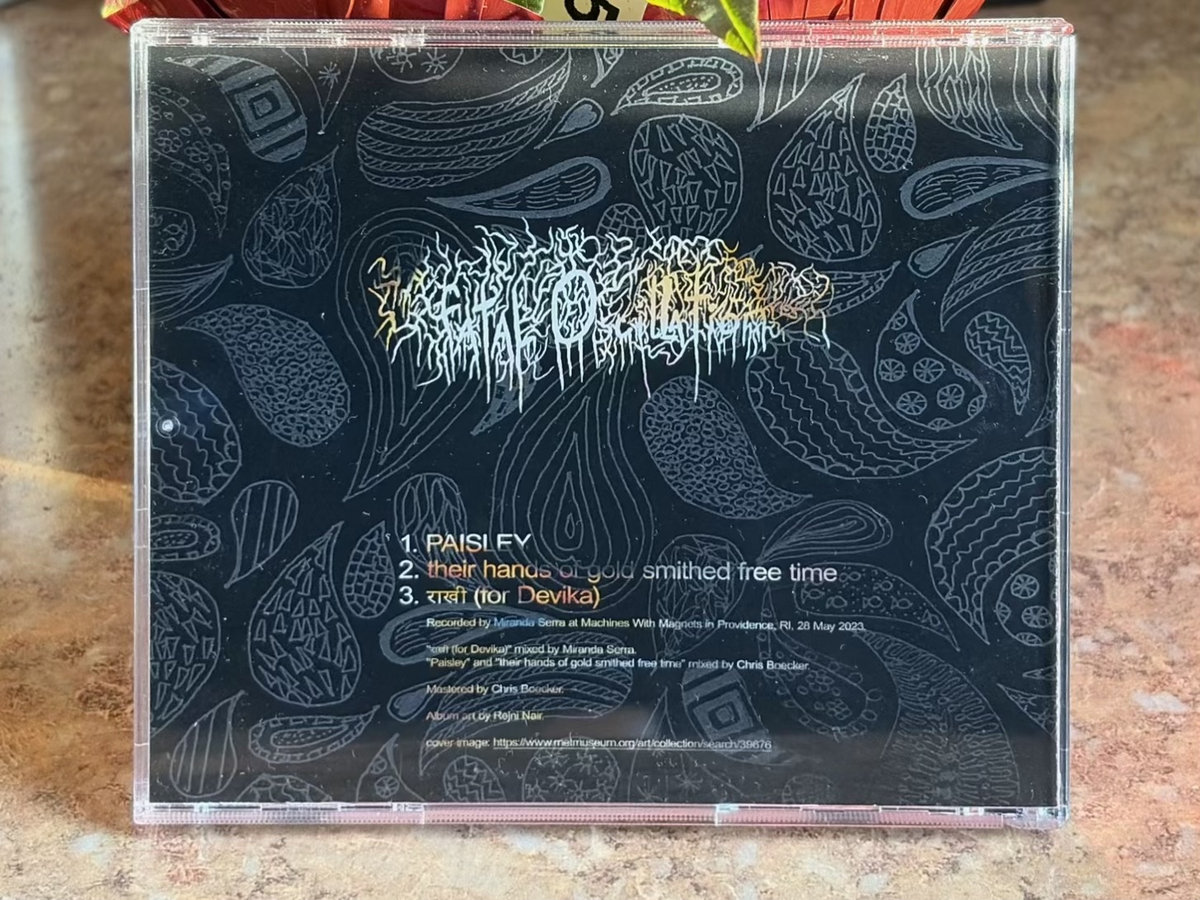 5
FATAL OSCILLATION
1. PAISLEY
2. their hands of gold smithed free time
3. राखी (for Devika)
Recorded by Miranda Serra at Machines With Magnets in Providence, RI, 28 May 2023.
"राखी (for Devika)" mixed by Miranda Serra.
"Paisley" and "their hands of gold smithed free time" mixed by Chris Boecker.
Mastered by Chris Boecker.
Album art by Rejni Nair.
cover image: https://www.metmuseum.org/art/collection/search/39676